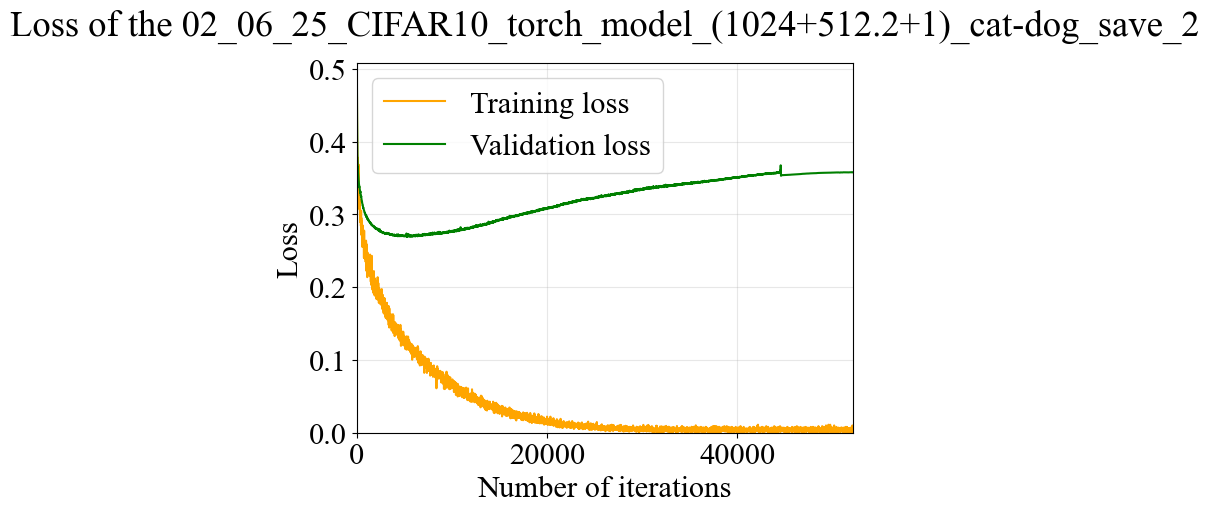 Loss of the 02_06_25_CIFAR10_torch_model_(1024+512.2+1)_cat-dog_save_2
0.5
Training loss
0.4
Validation loss
0.3
Loss
0.2
0.1
0.0
0 20000 40000
Number of iterations